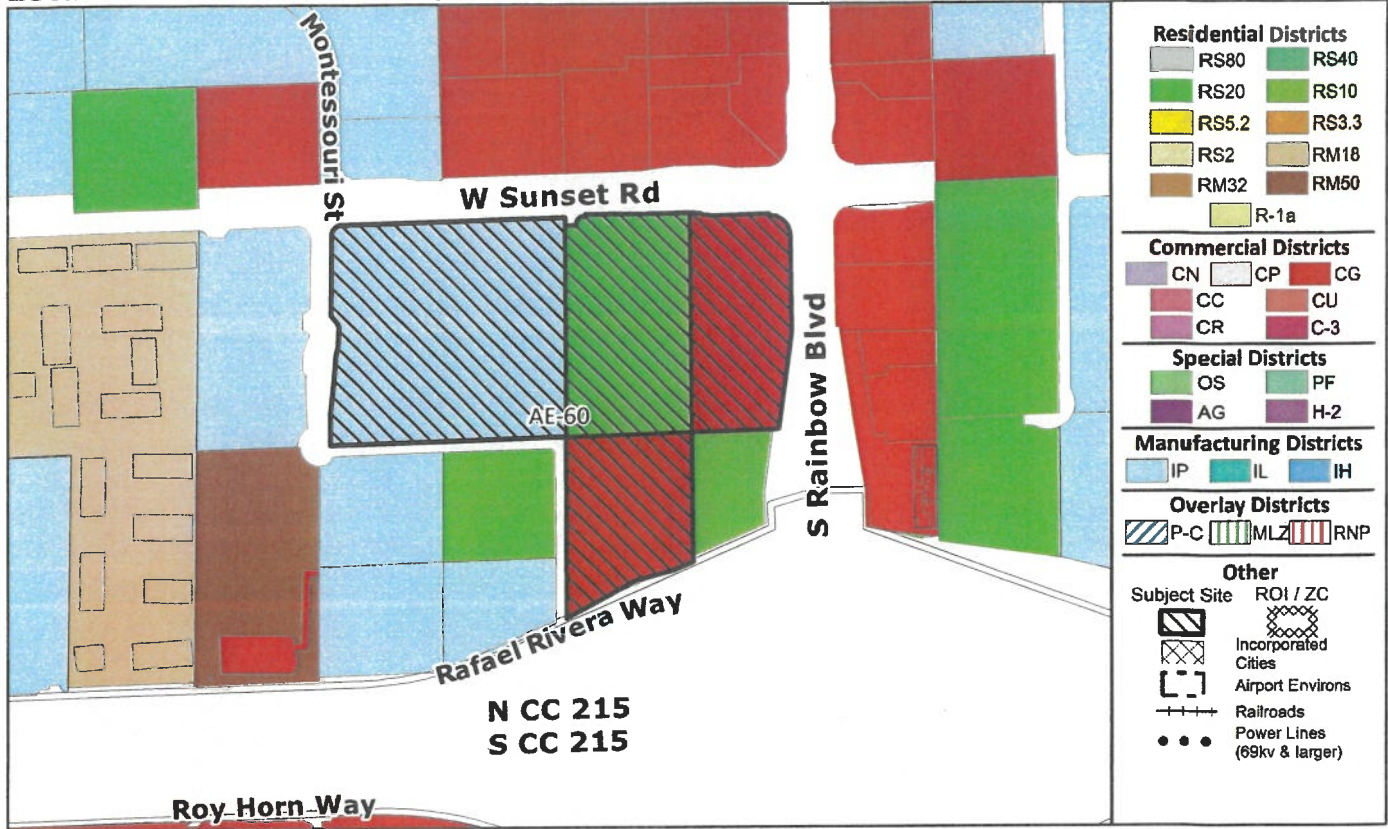 Montessouri St
W Sunset Rd
S Rainbow Blvd
AE-60
Rafael Rivera Way
N CC 215
S CC 215
Roy Horn Way
Residential Districts
RS80 RS40
RS20 RS10
RS5.2 RS3.3
RS2 RM18
RM32 RM50
R-1a
Commercial Districts
CN CP CG
CC CU
CR C-3
Special Districts
OS PF
AG H-2
Manufacturing Districts
IP IL IH
Overlay Districts
P-C MLZ RNP
Other
Subject Site ROI / ZC
Incorporated
Cities
Airport Environs
Railroads
Power Lines
(69kv & larger)